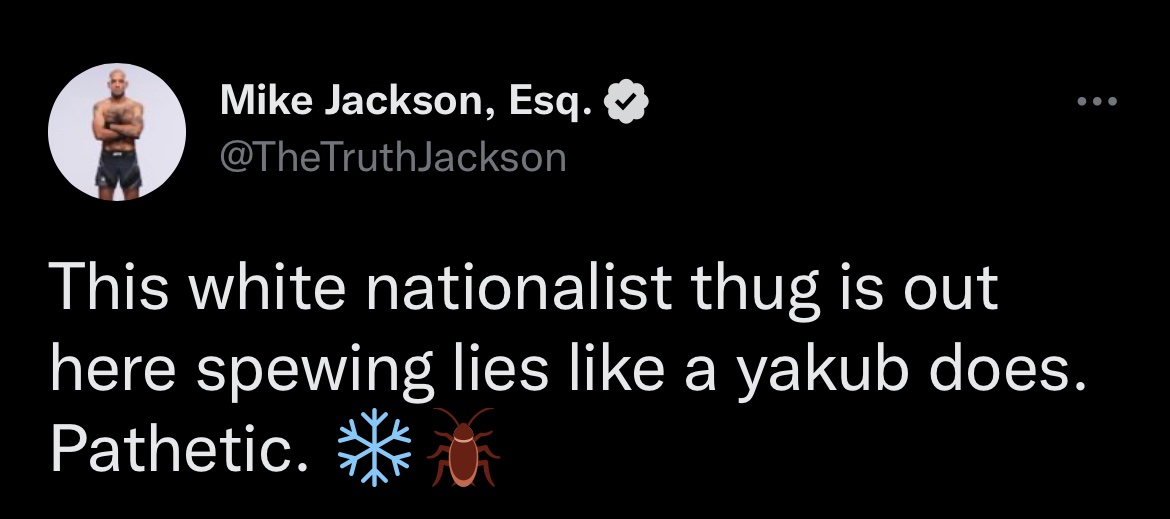 Mike Jackson, Esq.
@TheTruthJackson
This white nationalist thug is out
here spewing lies like a yakub does.
Pathetic. ❄️🪳